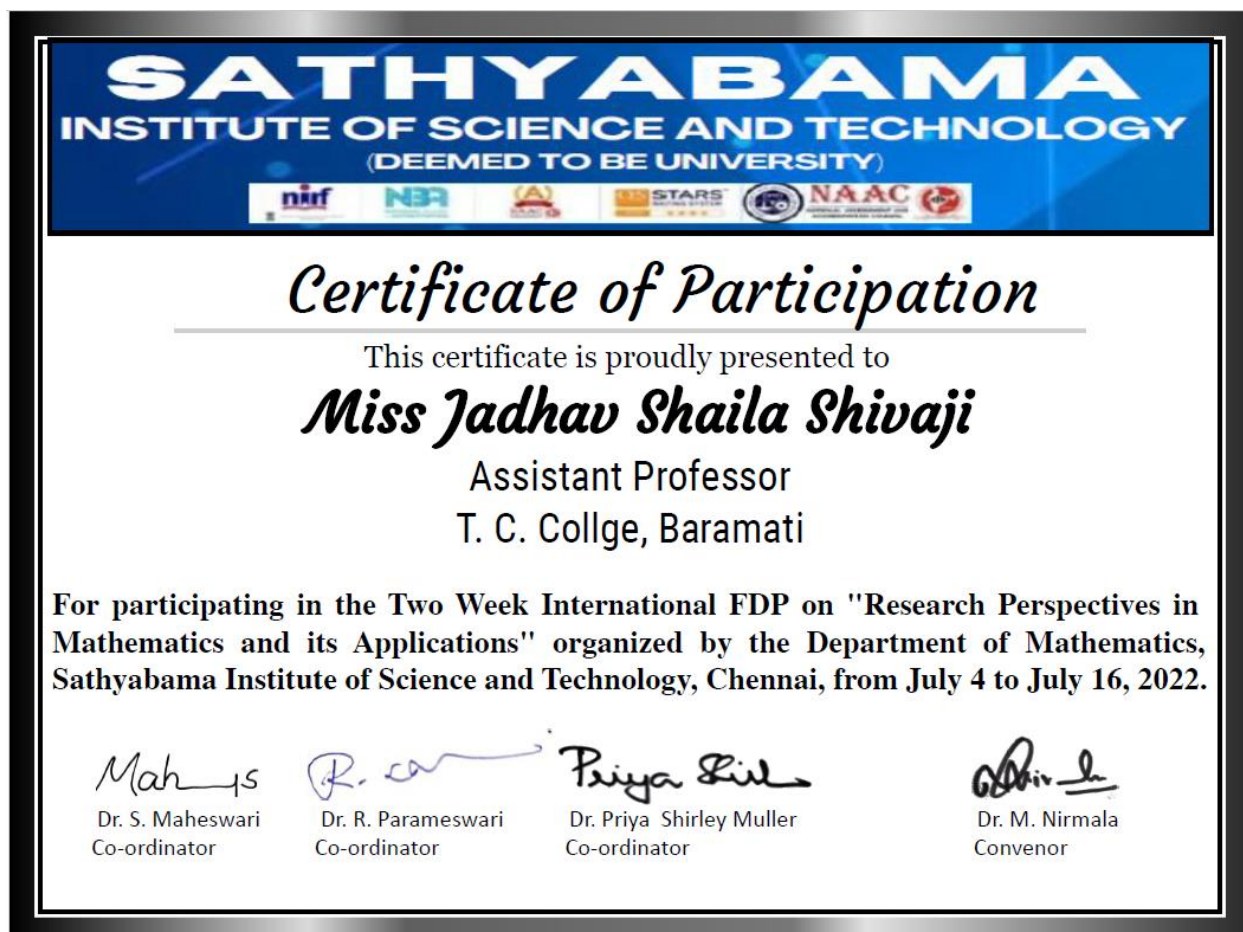 SATHYABAMA
INSTITUTE OF SCIENCE AND TECHNOLOGY
(DEEMED TO BE UNIVERSITY)
nirf NBA NAAC QS STARS NAAC
Certificate of Participation
This certificate is proudly presented to
Miss Jadhav Shaila Shivaji
Assistant Professor
T. C. Collge, Baramati
For participating in the Two Week International FDP on "Research Perspectives in
Mathematics and its Applications" organized by the Department of Mathematics,
Sathyabama Institute of Science and Technology, Chennai, from July 4 to July 16, 2022.
Priya
Dr. S. Maheswari Dr. R. Parameswari Dr. Priya Shirley Muller Dr. M. Nirmala
Co-ordinator Co-ordinator Co-ordinator Convenor